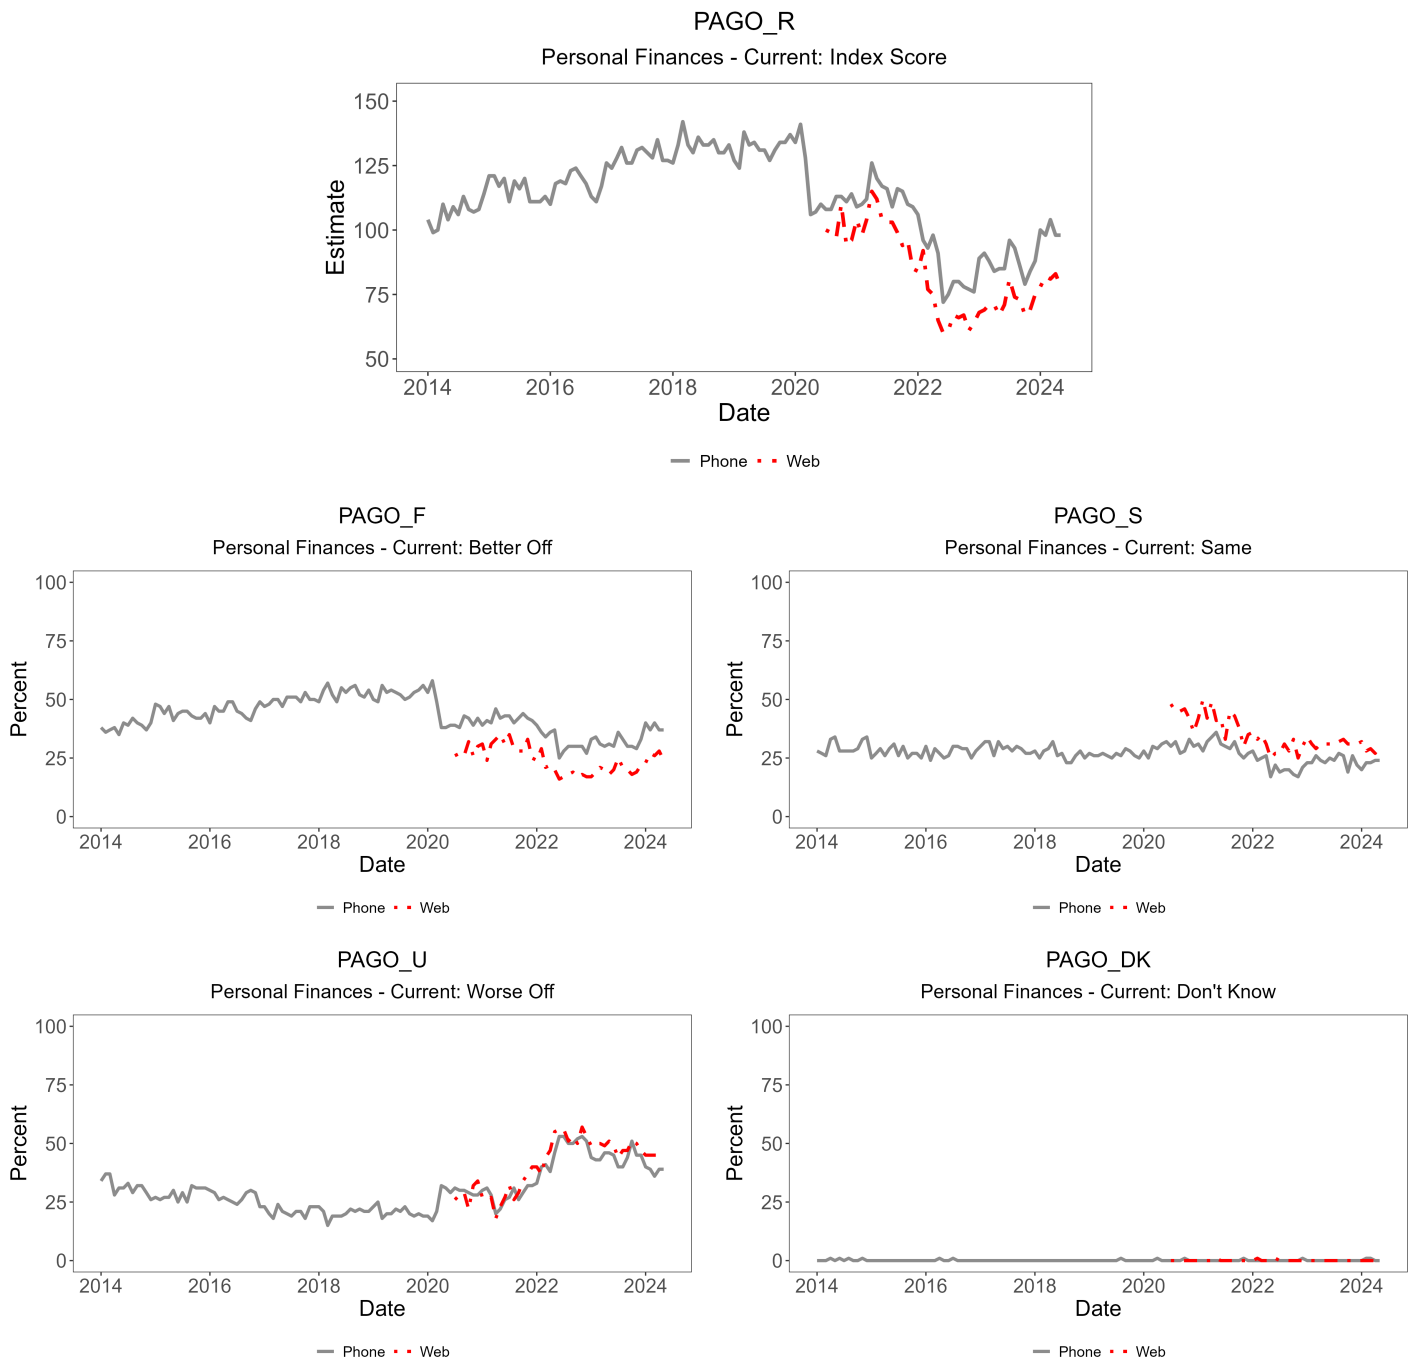 PAGO_R
Personal Finances - Current: Index Score
150
125
100
75
50
Estimate
2014 2016 2018 2020 2022 2024
Date
Phone Web
PAGO_F
Personal Finances - Current: Better Off
100
75
50
25
0
Percent
2014 2016 2018 2020 2022 2024
Date
Phone Web
PAGO_S
Personal Finances - Current: Same
100
75
50
25
0
Percent
2014 2016 2018 2020 2022 2024
Date
Phone Web
PAGO_U
Personal Finances - Current: Worse Off
100
75
50
25
0
Percent
2014 2016 2018 2020 2022 2024
Date
Phone Web
PAGO_DK
Personal Finances - Current: Don't Know
100
75
50
25
0
Percent
2014 2016 2018 2020 2022 2024
Date
Phone Web